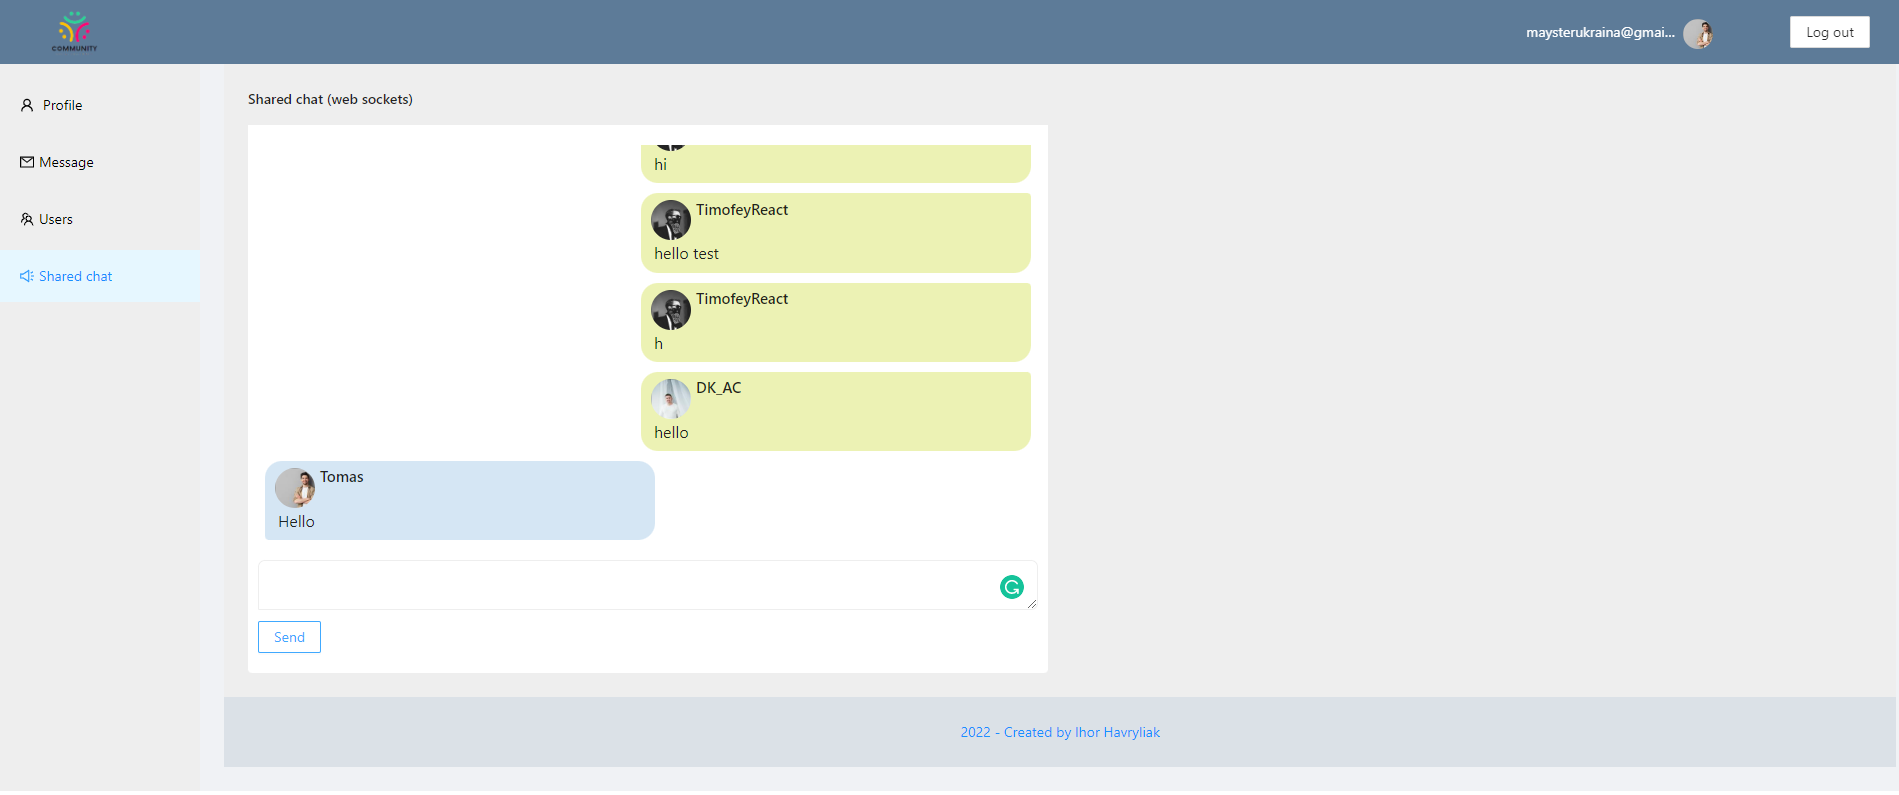 COMMUNITY
maysterukraina@gmai...
Log out
Profile
Message
Users
Shared chat
Shared chat (web sockets)
hi
TimofeyReact
hello test
TimofeyReact
h
DK_AC
hello
Tomas
Hello
Send
2022 - Created by Ihor Havryliak